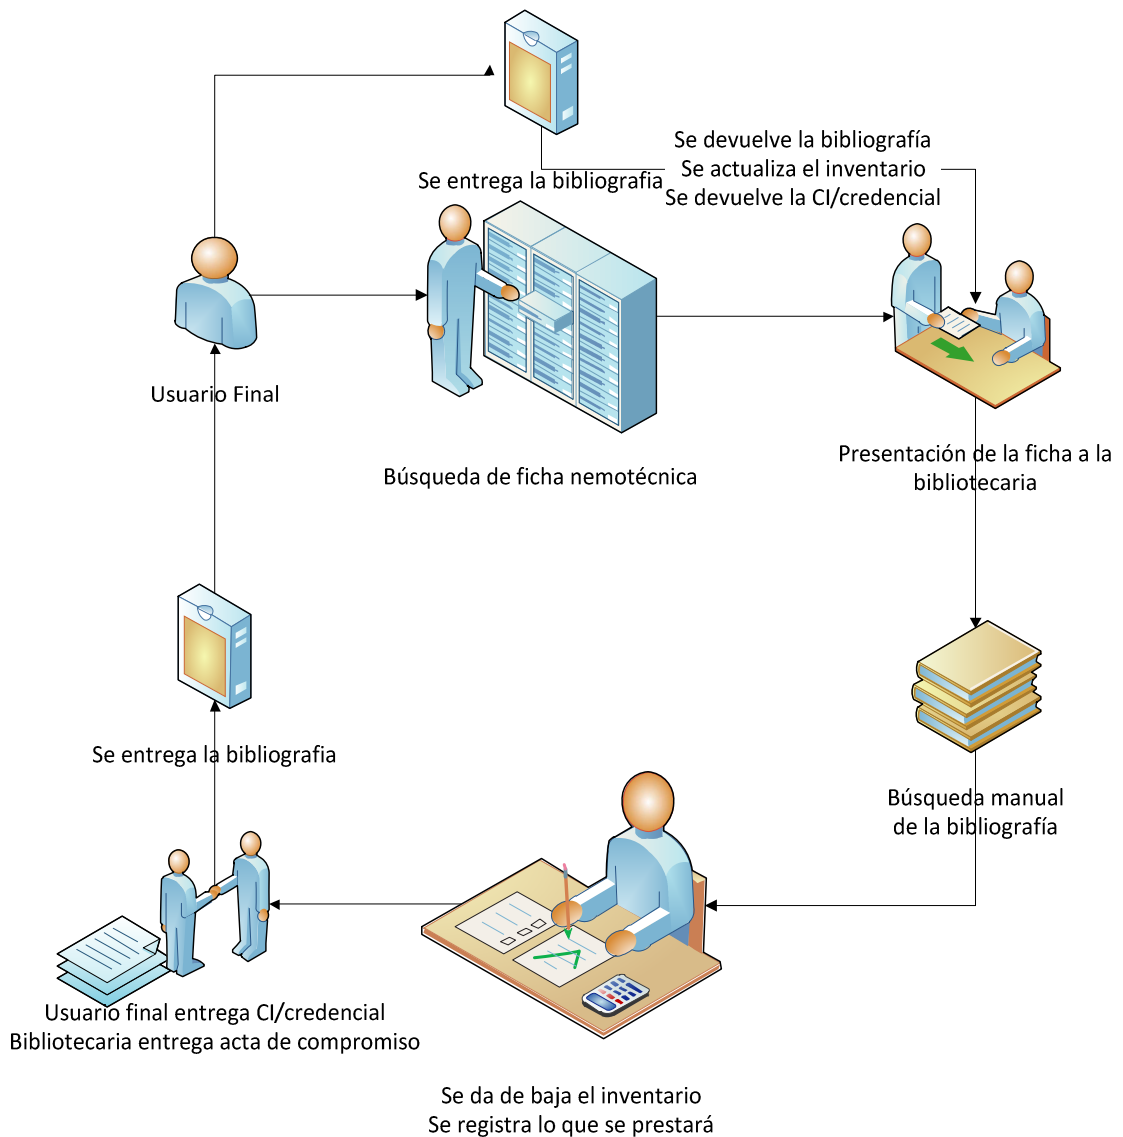 Se devuelve la bibliografía
Se actualiza el inventario
Se devuelve la CI/credencial
Se entrega la bibliografia
Usuario Final
Búsqueda de ficha nemotécnica
Presentación de la ficha a la
bibliotecaria
Se entrega la bibliografia
Búsqueda manual
de la bibliografía
Usuario final entrega CI/credencial
Bibliotecaria entrega acta de compromiso
Se da de baja el inventario
Se registra lo que se prestará